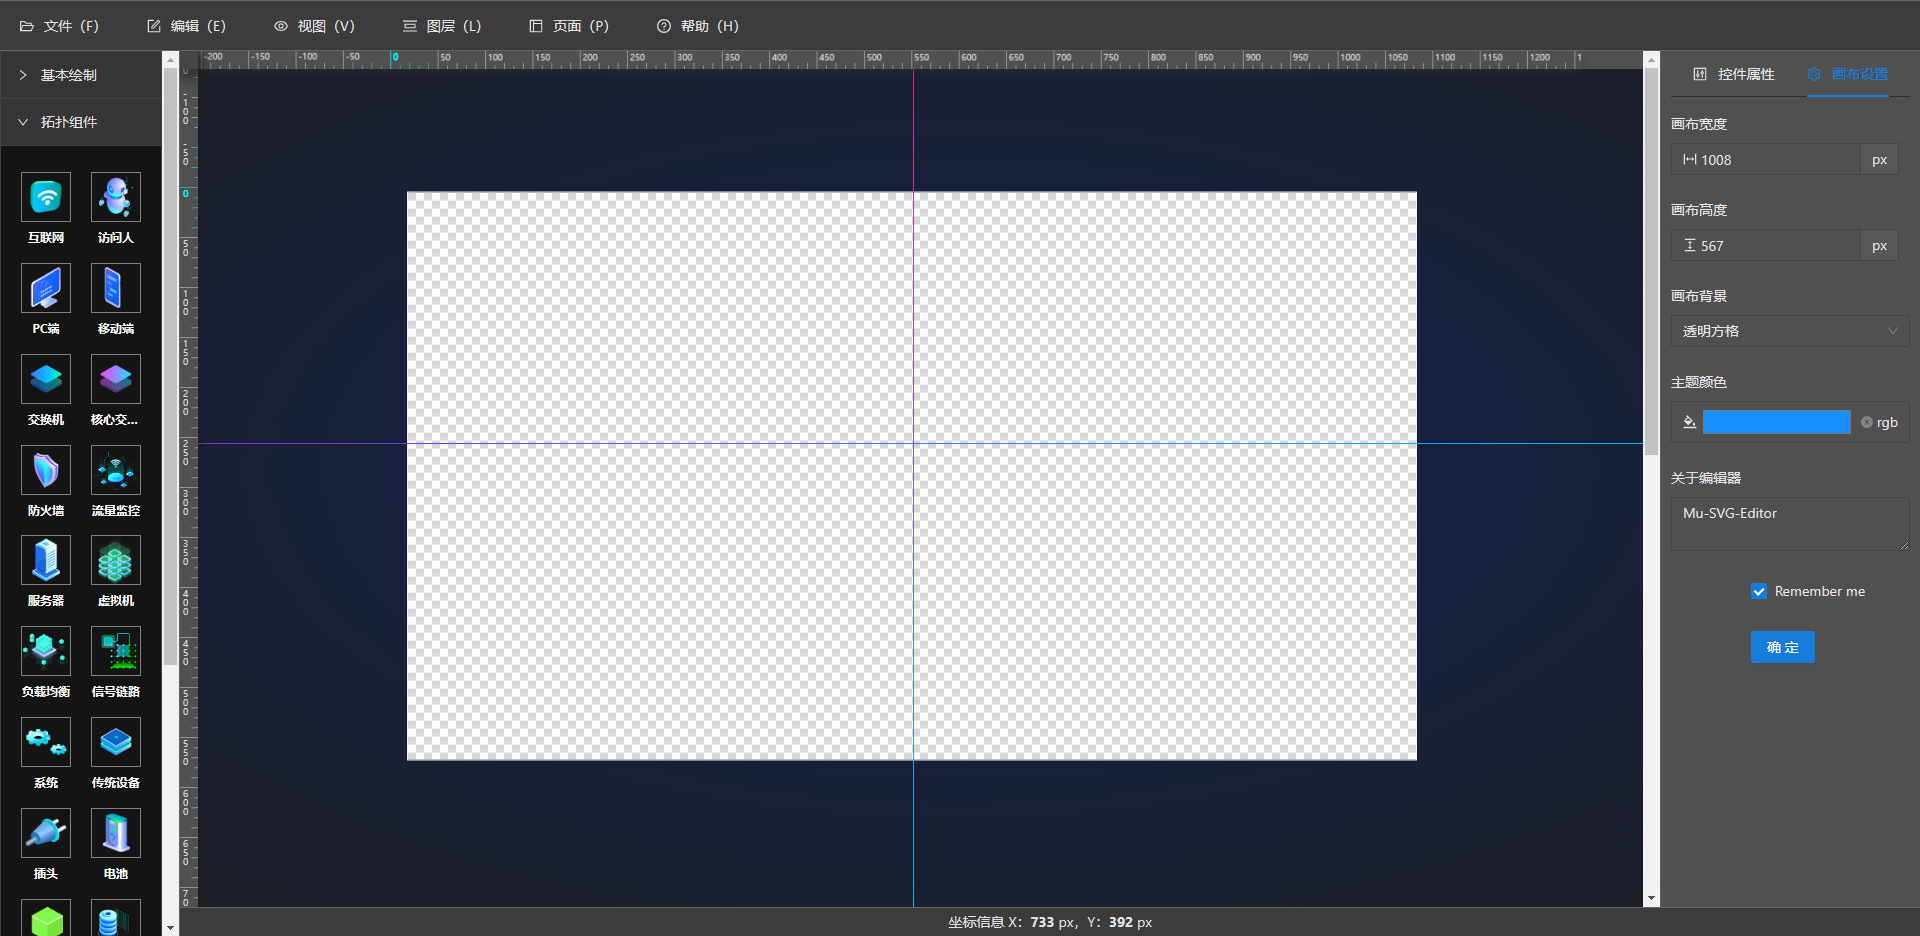 文件 (F) 编辑 (E) 视图 (V) 图层 (L) 页面 (P) 帮助 (H)
基本绘制
拓扑组件
互联网 访问人
PC端 移动端
交换机 核心交...
防火墙 流量监控
服务器 虚拟机
负载均衡 信号链路
系统 传统设备
插头 电池
-200 -150 -100 -50 0 50 100 150 200 250 300 350 400 450 500 550 600 650 700 750 800 850 900 950 1000 1050 1100 1150 1200 1
0
-100
-50
0
50
100
150
200
250
300
350
400
450
500
550
600
650
70
控件属性 画布设置
画布宽度
1008 px
画布高度
567 px
画布背景
透明方格
主题颜色
rgb
关于编辑器
Mu-SVG-Editor
Remember me
确 定
坐标信息 X：733 px，Y：392 px